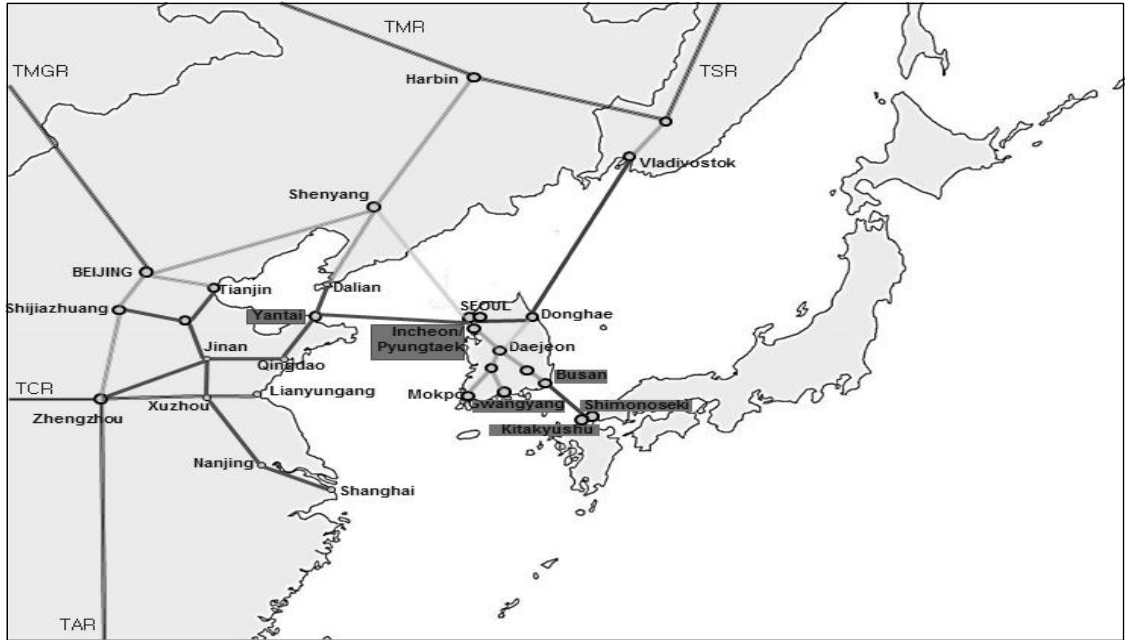 TMR
TSR
TMGR
Harbin
Vladivostok
Shenyang
BEIJING
Tianjin
Dalian
Shijiazhuang
Yantai
SEOUL
Donghae
Incheon/
Pyungtaek
Jinan
Daejeon
Qingdao
Busan
TCR
Lianyungang
Mokpo
Gwangyang
Shimonoseki
Xuzhou
Zhengzhou
Kitakyushu
Nanjing
Shanghai
TAR